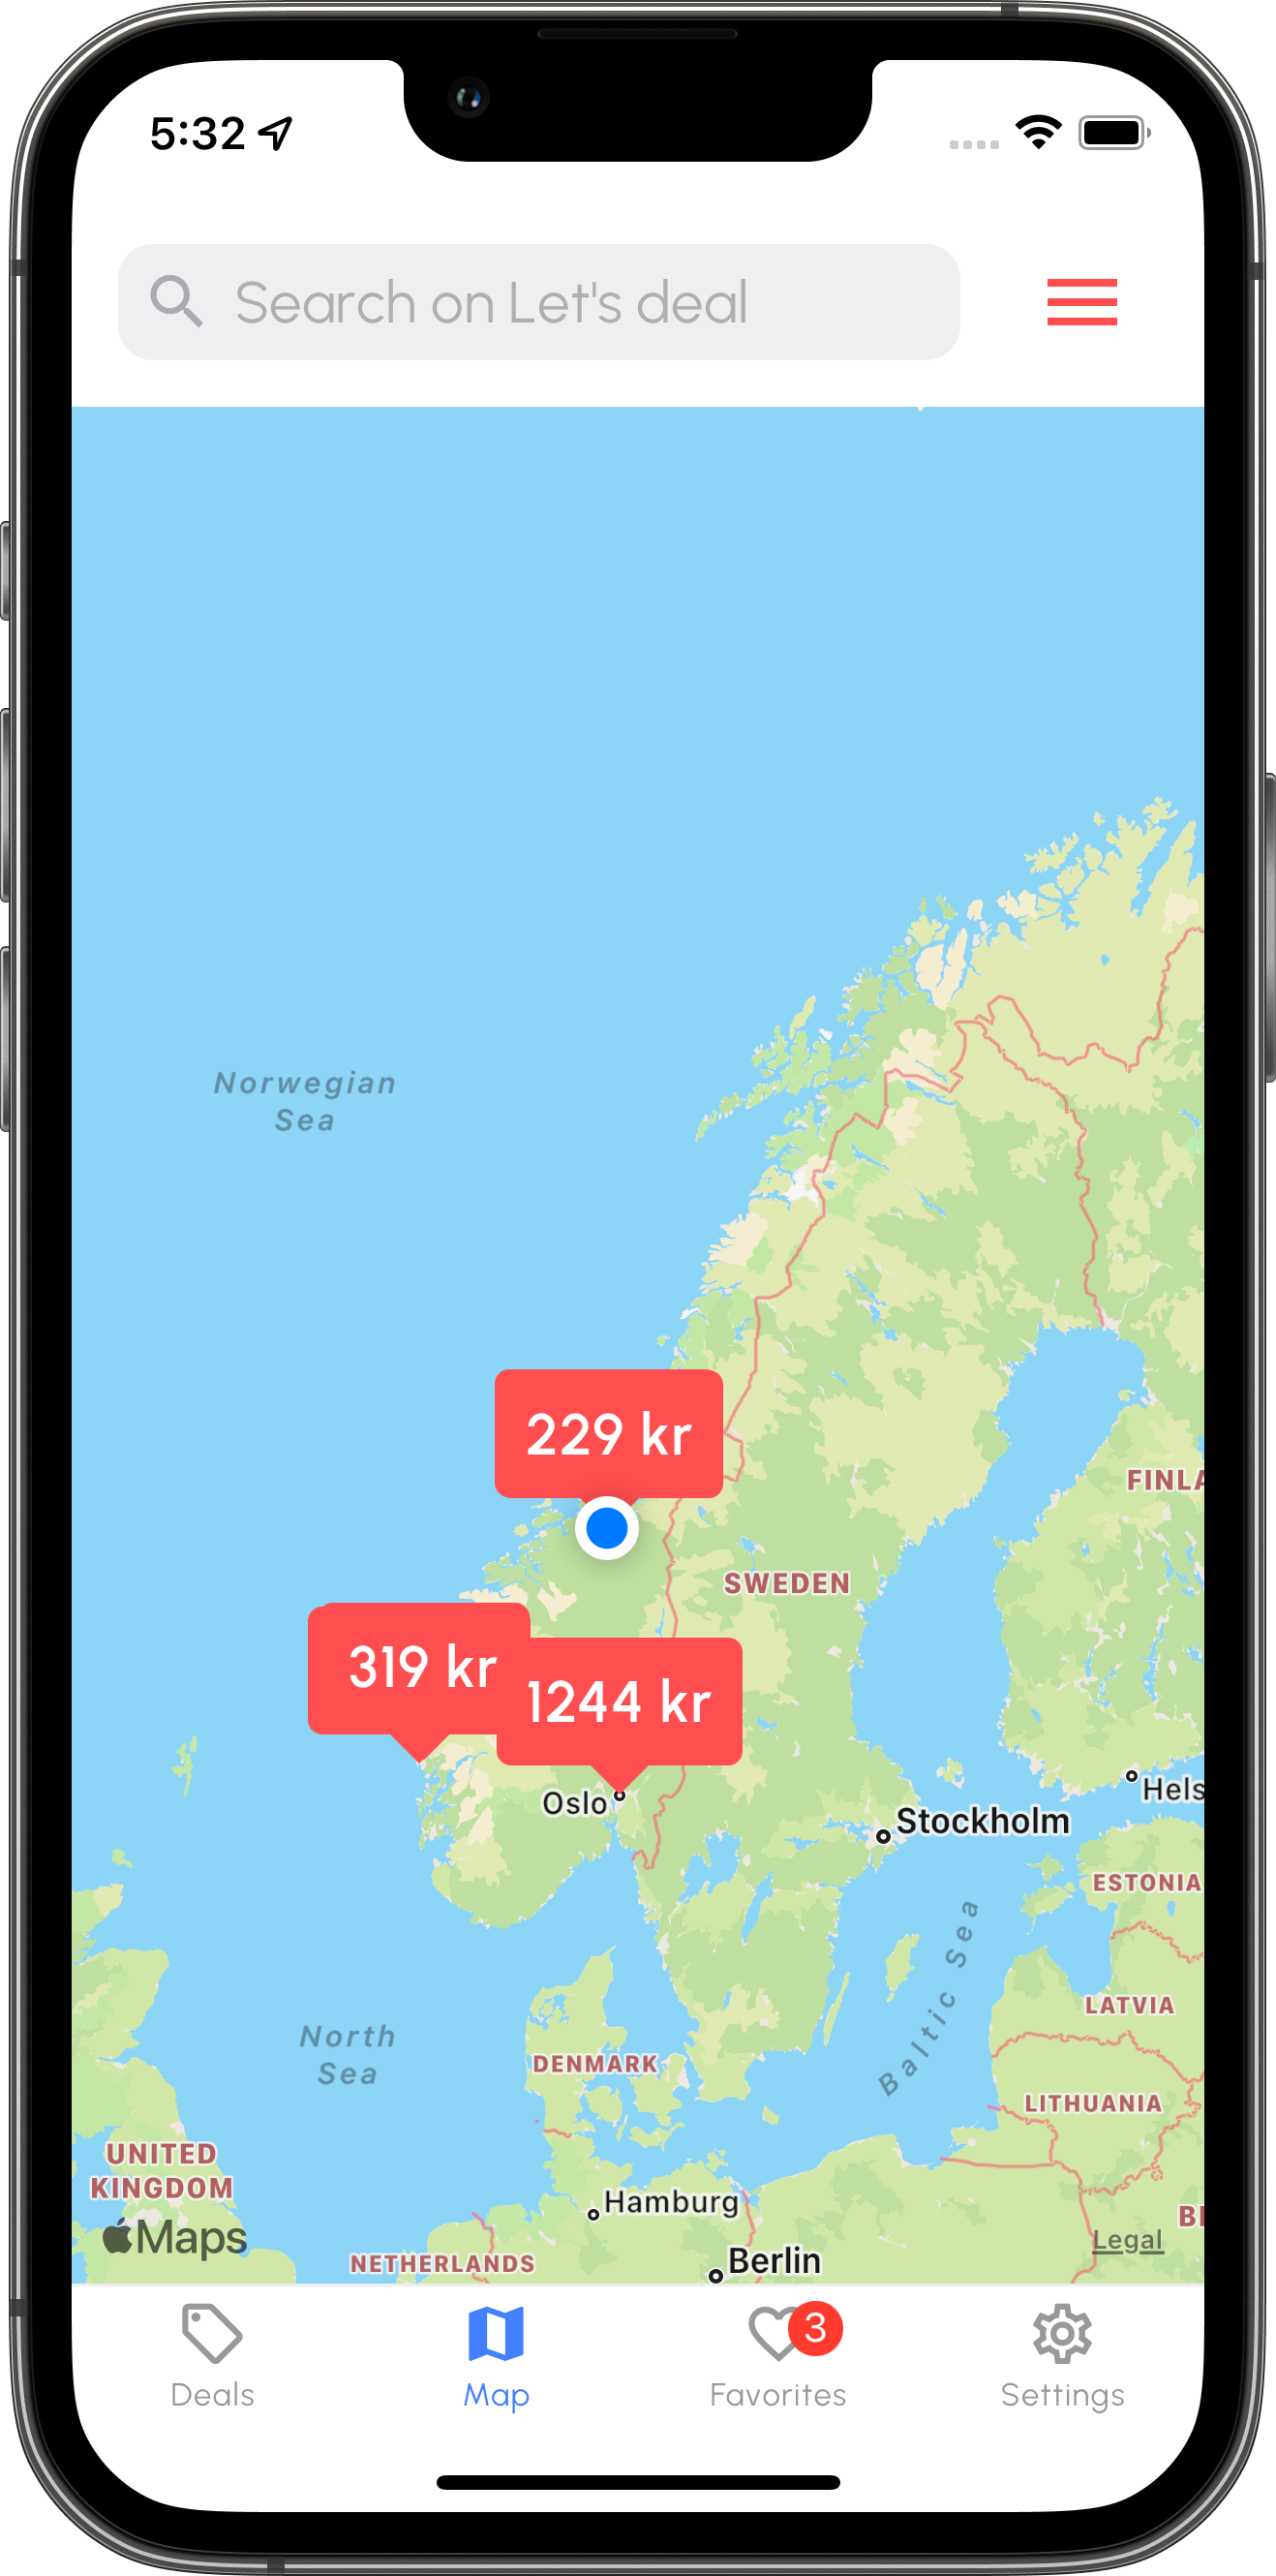 5:32
Search on Let's deal
Norwegian
Sea
229 kr
FINLA
SWEDEN
319 kr
1244 kr
Oslo
Hels
Stockholm
ESTONIA
Baltic Sea
LATVIA
North
Sea
DENMARK
LITHUANIA
UNITED
KINGDOM
Hamburg
BE
Maps
Legal
NETHERLANDS
Berlin
3
Deals
Map
Favorites
Settings